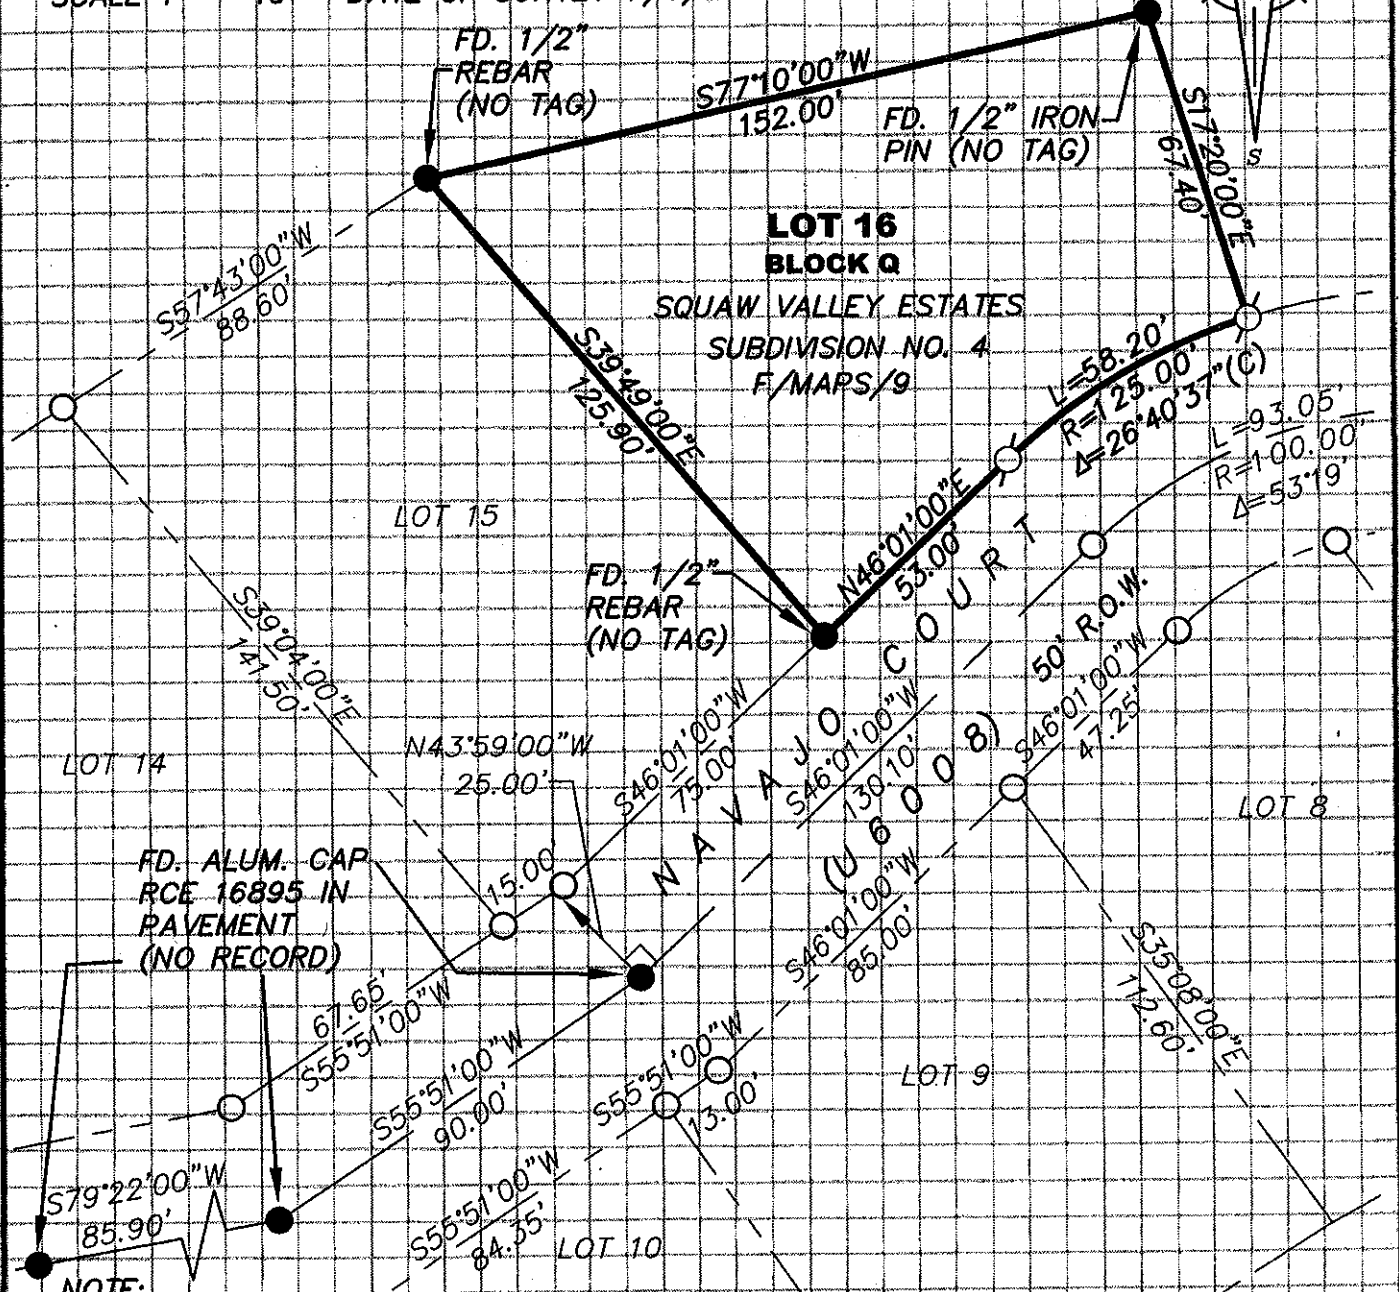 FD. 1/2"
REBAR
(NO TAG)
S77°10'00"W
152.00'
FD. 1/2" IRON
PIN (NO TAG)
S17°20'00"E
67.40'
S
LOT 16
BLOCK Q
SQUAW VALLEY ESTATES
SUBDIVISION NO. 4
F/MAPS/9
S57°43'00"W
88.60'
S39°49'00"E
125.90'
L=58.20'
R=125.00'
Δ=26°40'37"(C)
L=93.05'
R=100.00'
Δ=53°19'
LOT 15
N46°01'00"E
53.00'
FD. 1/2"
REBAR
(NO TAG)
NAVAJO COURT
(U6008)
50' R.O.W.
S39°04'00"E
141.50'
S46°01'00"W
47.25'
LOT 14
N43°59'00"W
25.00'
S46°01'00"W
75.00'
S46°01'00"W
130.10'
LOT 8
FD. ALUM. CAP
RCE 16895 IN
PAVEMENT
(NO RECORD)
15.00'
S46°01'00"W
85.00'
S35°08'00"E
112.60'
67.65'
S55°51'00"W
S55°51'00"W
90.00'
S55°51'00"W
13.00'
LOT 9
S79°22'00"W
85.90'
S55°51'00"W
84.35'
LOT 10
NOTE: